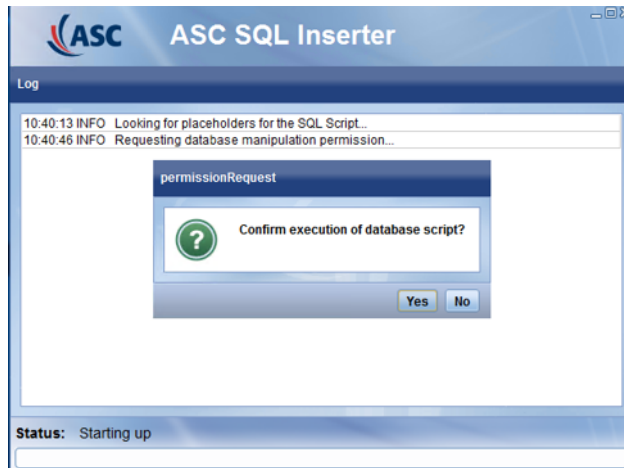 ASC ASC SQL Inserter
Log
10:40:13 INFO Looking for placeholders for the SQL Script...
10:40:46 INFO Requesting database manipulation permission...
permissionRequest
Confirm execution of database script?
Yes No
Status: Starting up